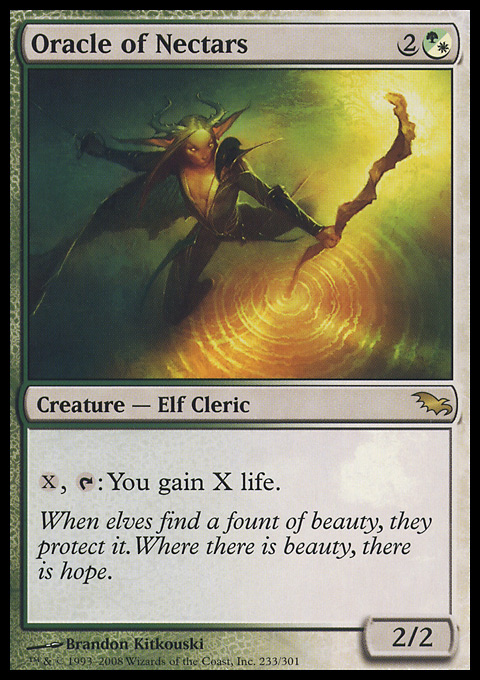 Oracle of Nectars 2
Creature — Elf Cleric
X, : You gain X life.
When elves find a fount of beauty, they
protect it. Where there is beauty, there
is hope.
2/2
Brandon Kitkouski
™ & © 1993-2008 Wizards of the Coast, Inc. 233/301